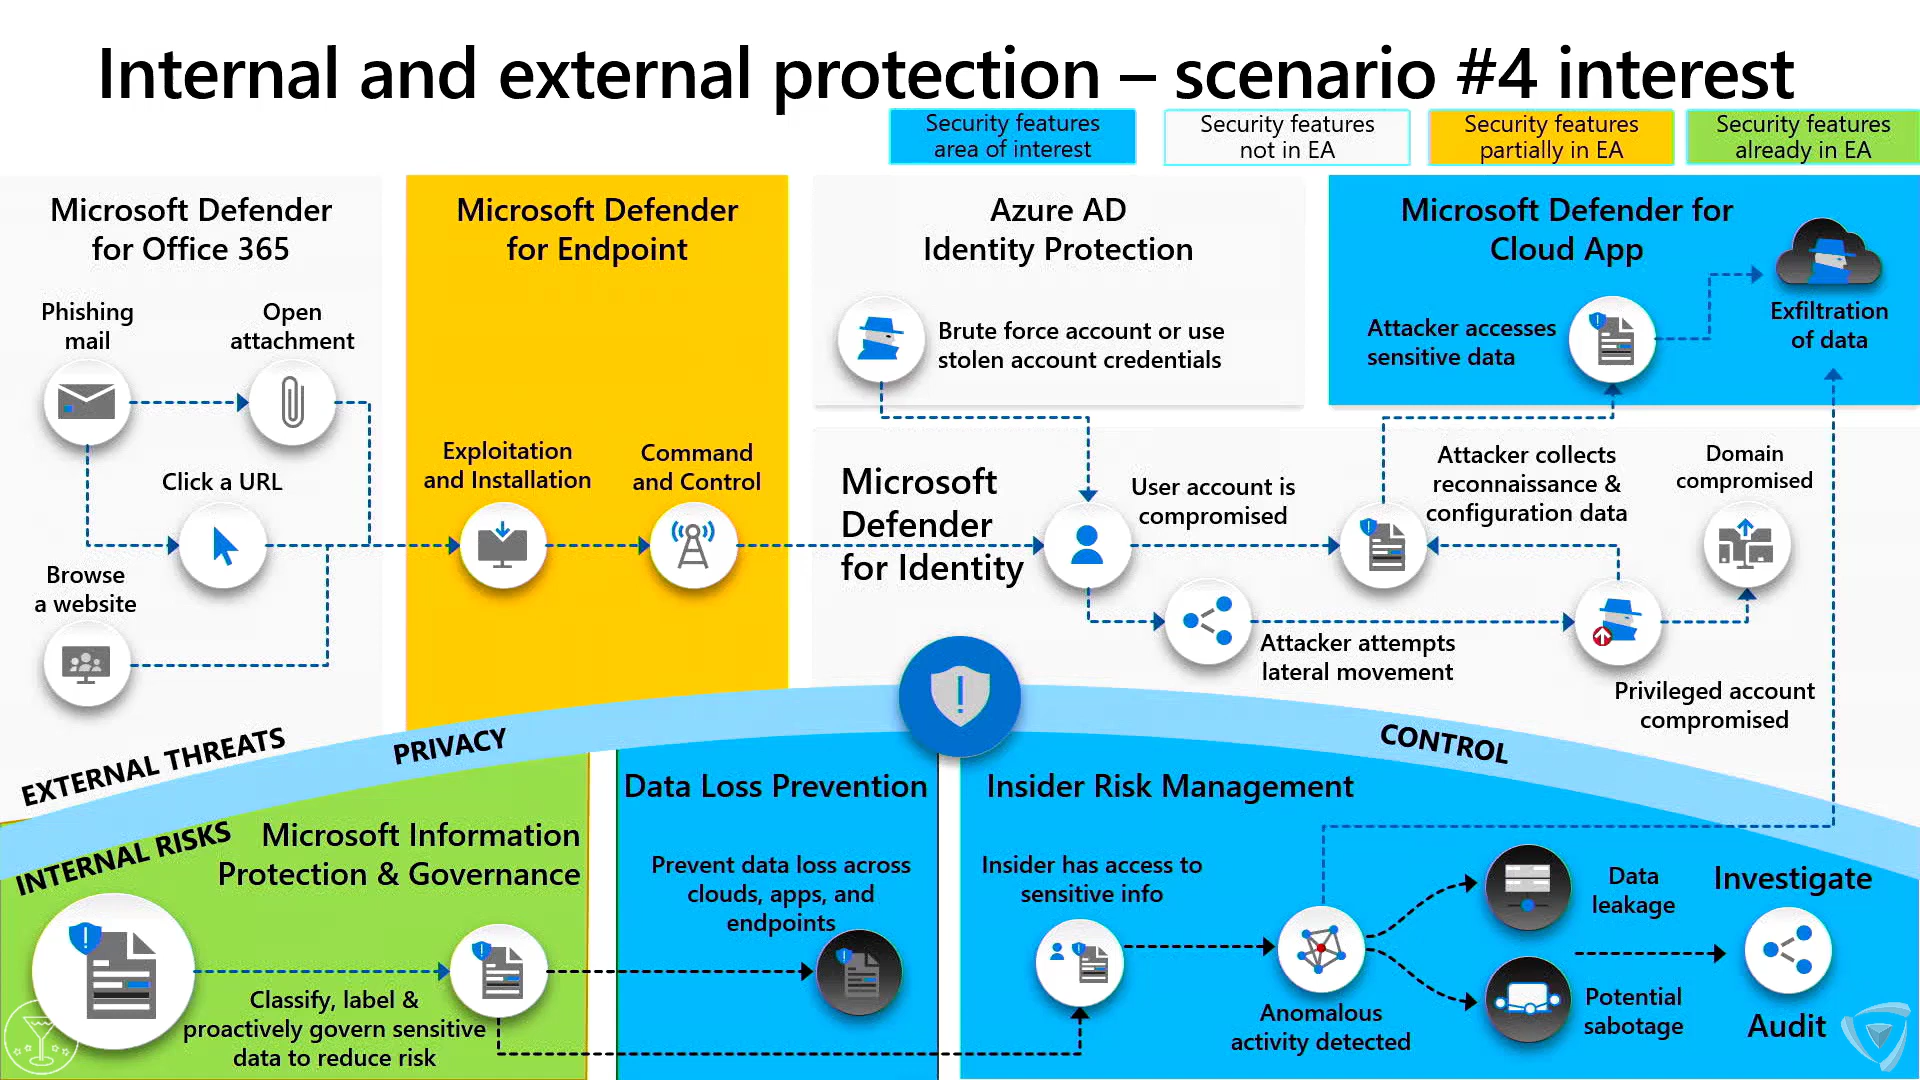 Internal and external protection – scenario #4 interest
Security features
area of interest
Security features
not in EA
Security features
partially in EA
Security features
already in EA
Microsoft Defender
for Office 365
Phishing
mail
Open
attachment
Click a URL
Browse
a website
Microsoft Defender
for Endpoint
Exploitation
and Installation
Command
and Control
Azure AD
Identity Protection
Brute force account or use
stolen account credentials
Microsoft Defender for
Cloud App
Attacker accesses
sensitive data
Exfiltration
of data
Microsoft
Defender
for Identity
User account is
compromised
Attacker collects
reconnaissance &
configuration data
Domain
compromised
Attacker attempts
lateral movement
Privileged account
compromised
EXTERNAL THREATS
PRIVACY
CONTROL
INTERNAL RISKS
Microsoft Information
Protection & Governance
Classify, label &
proactively govern sensitive
data to reduce risk
Data Loss Prevention
Prevent data loss across
clouds, apps, and
endpoints
Insider Risk Management
Insider has access to
sensitive info
Anomalous
activity detected
Data
leakage
Potential
sabotage
Investigate
Audit